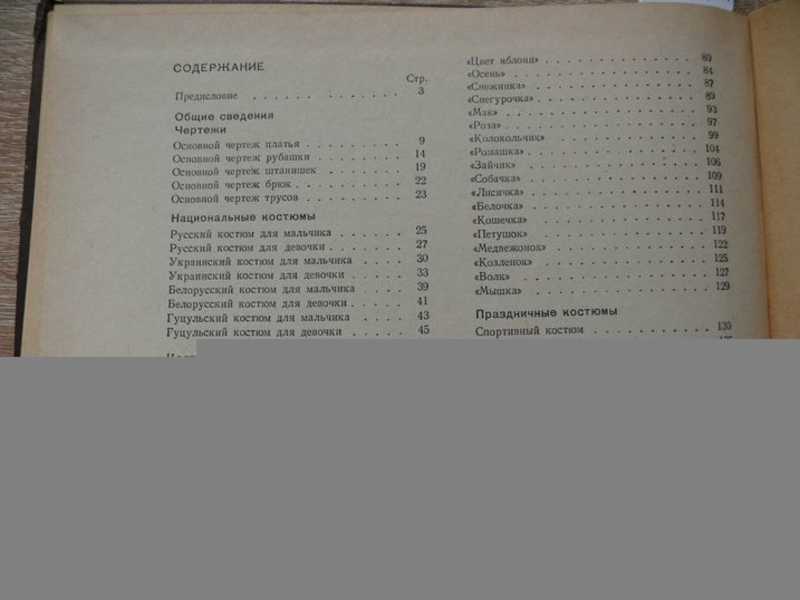 СОДЕРЖАНИЕ
Стр.
Предисловие . . . . . . . . . . . 3
Общие сведения
Чертежи
Основной чертеж платья . . . . . . . . . 9
Основной чертеж рубашки . . . . . . . . 14
Основной чертеж штанишек . . . . . . . 19
Основной чертеж брюк . . . . . . . . . 22
Основной чертеж трусов . . . . . . . . 23
Национальные костюмы
Русский костюм для мальчика . . . . . . 25
Русский костюм для девочки . . . . . . . 27
Украинский костюм для мальчика . . . . 30
Украинский костюм для девочки . . . . . 33
Белорусский костюм для мальчика . . . . 39
Белорусский костюм для девочки . . . . . 41
Гуцульский костюм для мальчика . . . . 43
Гуцульский костюм для девочки . . . . . 45
«Цвет яблони» . . . . . . . . . . . . 80
«Осень» . . . . . . . . . . . . . . 84
«Снежинка» . . . . . . . . . . . . . 87
«Снегурочка» . . . . . . . . . . . . 89
«Мак» . . . . . . . . . . . . . . . 93
«Роза» . . . . . . . . . . . . . . . 97
«Колокольчик» . . . . . . . . . . . . 99
«Ромашка» . . . . . . . . . . . . . 104
«Зайчик» . . . . . . . . . . . . . . 106
«Собачка» . . . . . . . . . . . . . 109
«Лисичка» . . . . . . . . . . . . . 111
«Белочка» . . . . . . . . . . . . . 114
«Кошечка» . . . . . . . . . . . . . 117
«Петушок» . . . . . . . . . . . . . 119
«Медвежонок» . . . . . . . . . . . . 122
«Козленок» . . . . . . . . . . . . . 125
«Волк» . . . . . . . . . . . . . . . 127
«Мышка» . . . . . . . . . . . . . . 129
Праздничные костюмы
Спортивный костюм . . . . . . . . . . 130